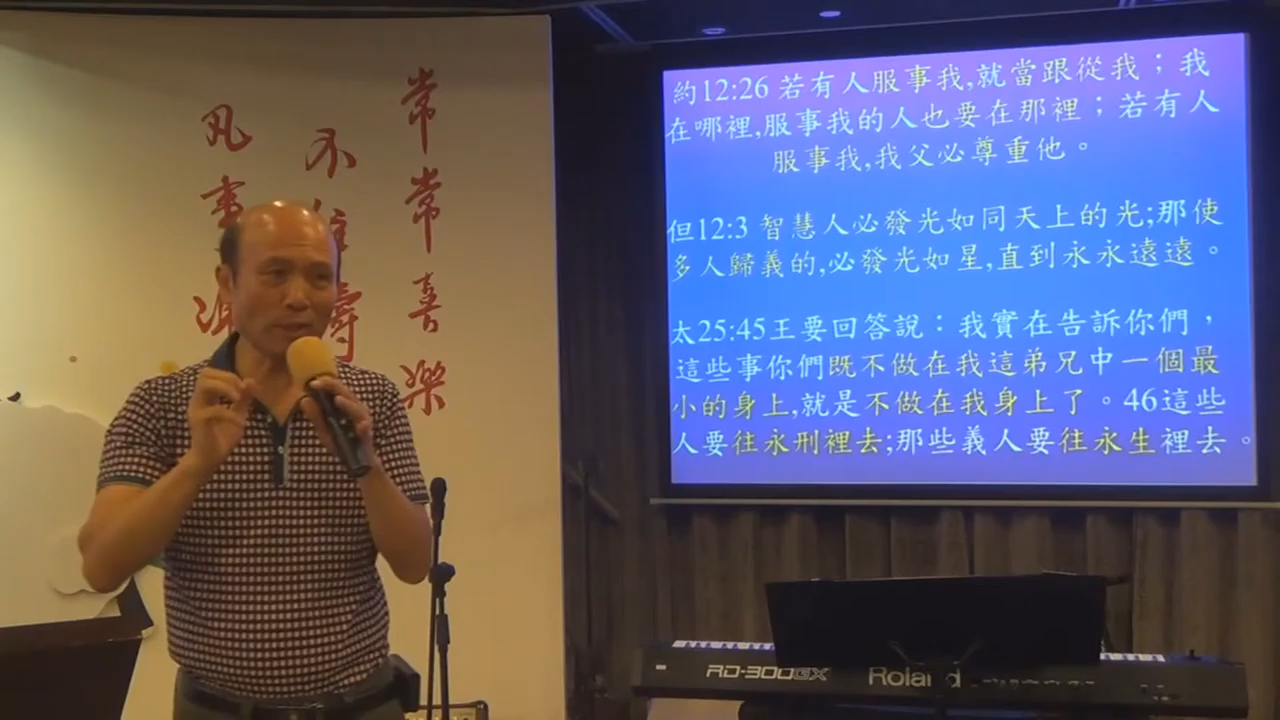 常常喜樂
不住禱
凡事
約12:26 若有人服事我,就當跟從我；我
在哪裡,服事我的人也要在那裡；若有人
服事我,我父必尊重他。
但12:3 智慧人必發光如同天上的光;那使
多人歸義的,必發光如星,直到永永遠遠。
太25:45王要回答說：我實在告訴你們，
這些事你們既不做在我這弟兄中一個最
小的身上,就是不做在我身上了。46這些
人要往永刑裡去;那些義人要往永生裡去。
RD-300GX Roland